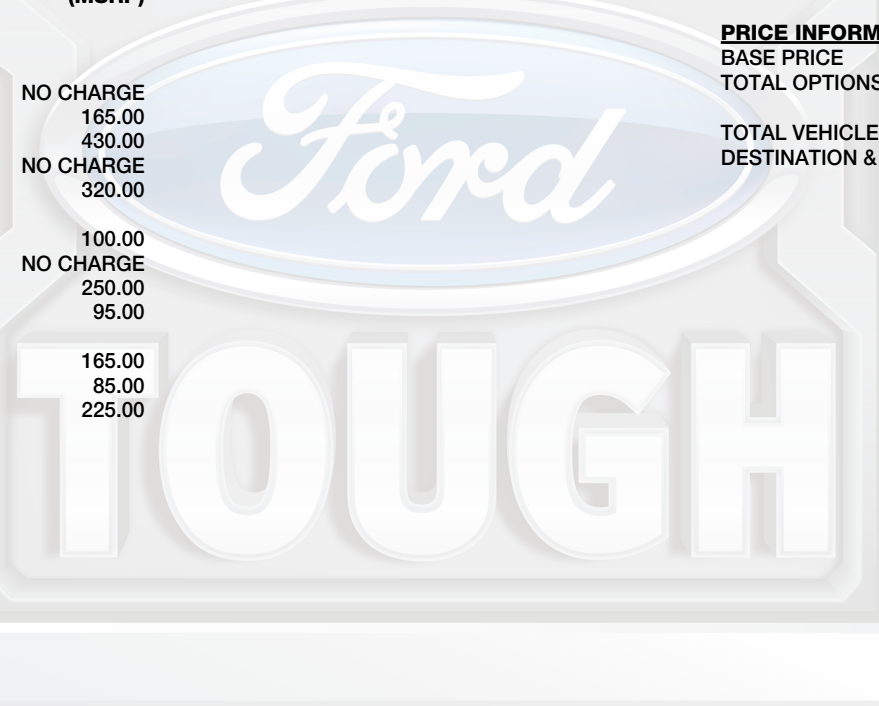 (MSRP)
NO CHARGE
165.00
430.00
NO CHARGE
320.00
100.00
NO CHARGE
250.00
95.00
165.00
85.00
225.00
PRICE INFORM
BASE PRICE
TOTAL OPTIONS
TOTAL VEHICLE
DESTINATION &
Ford
TOUGH